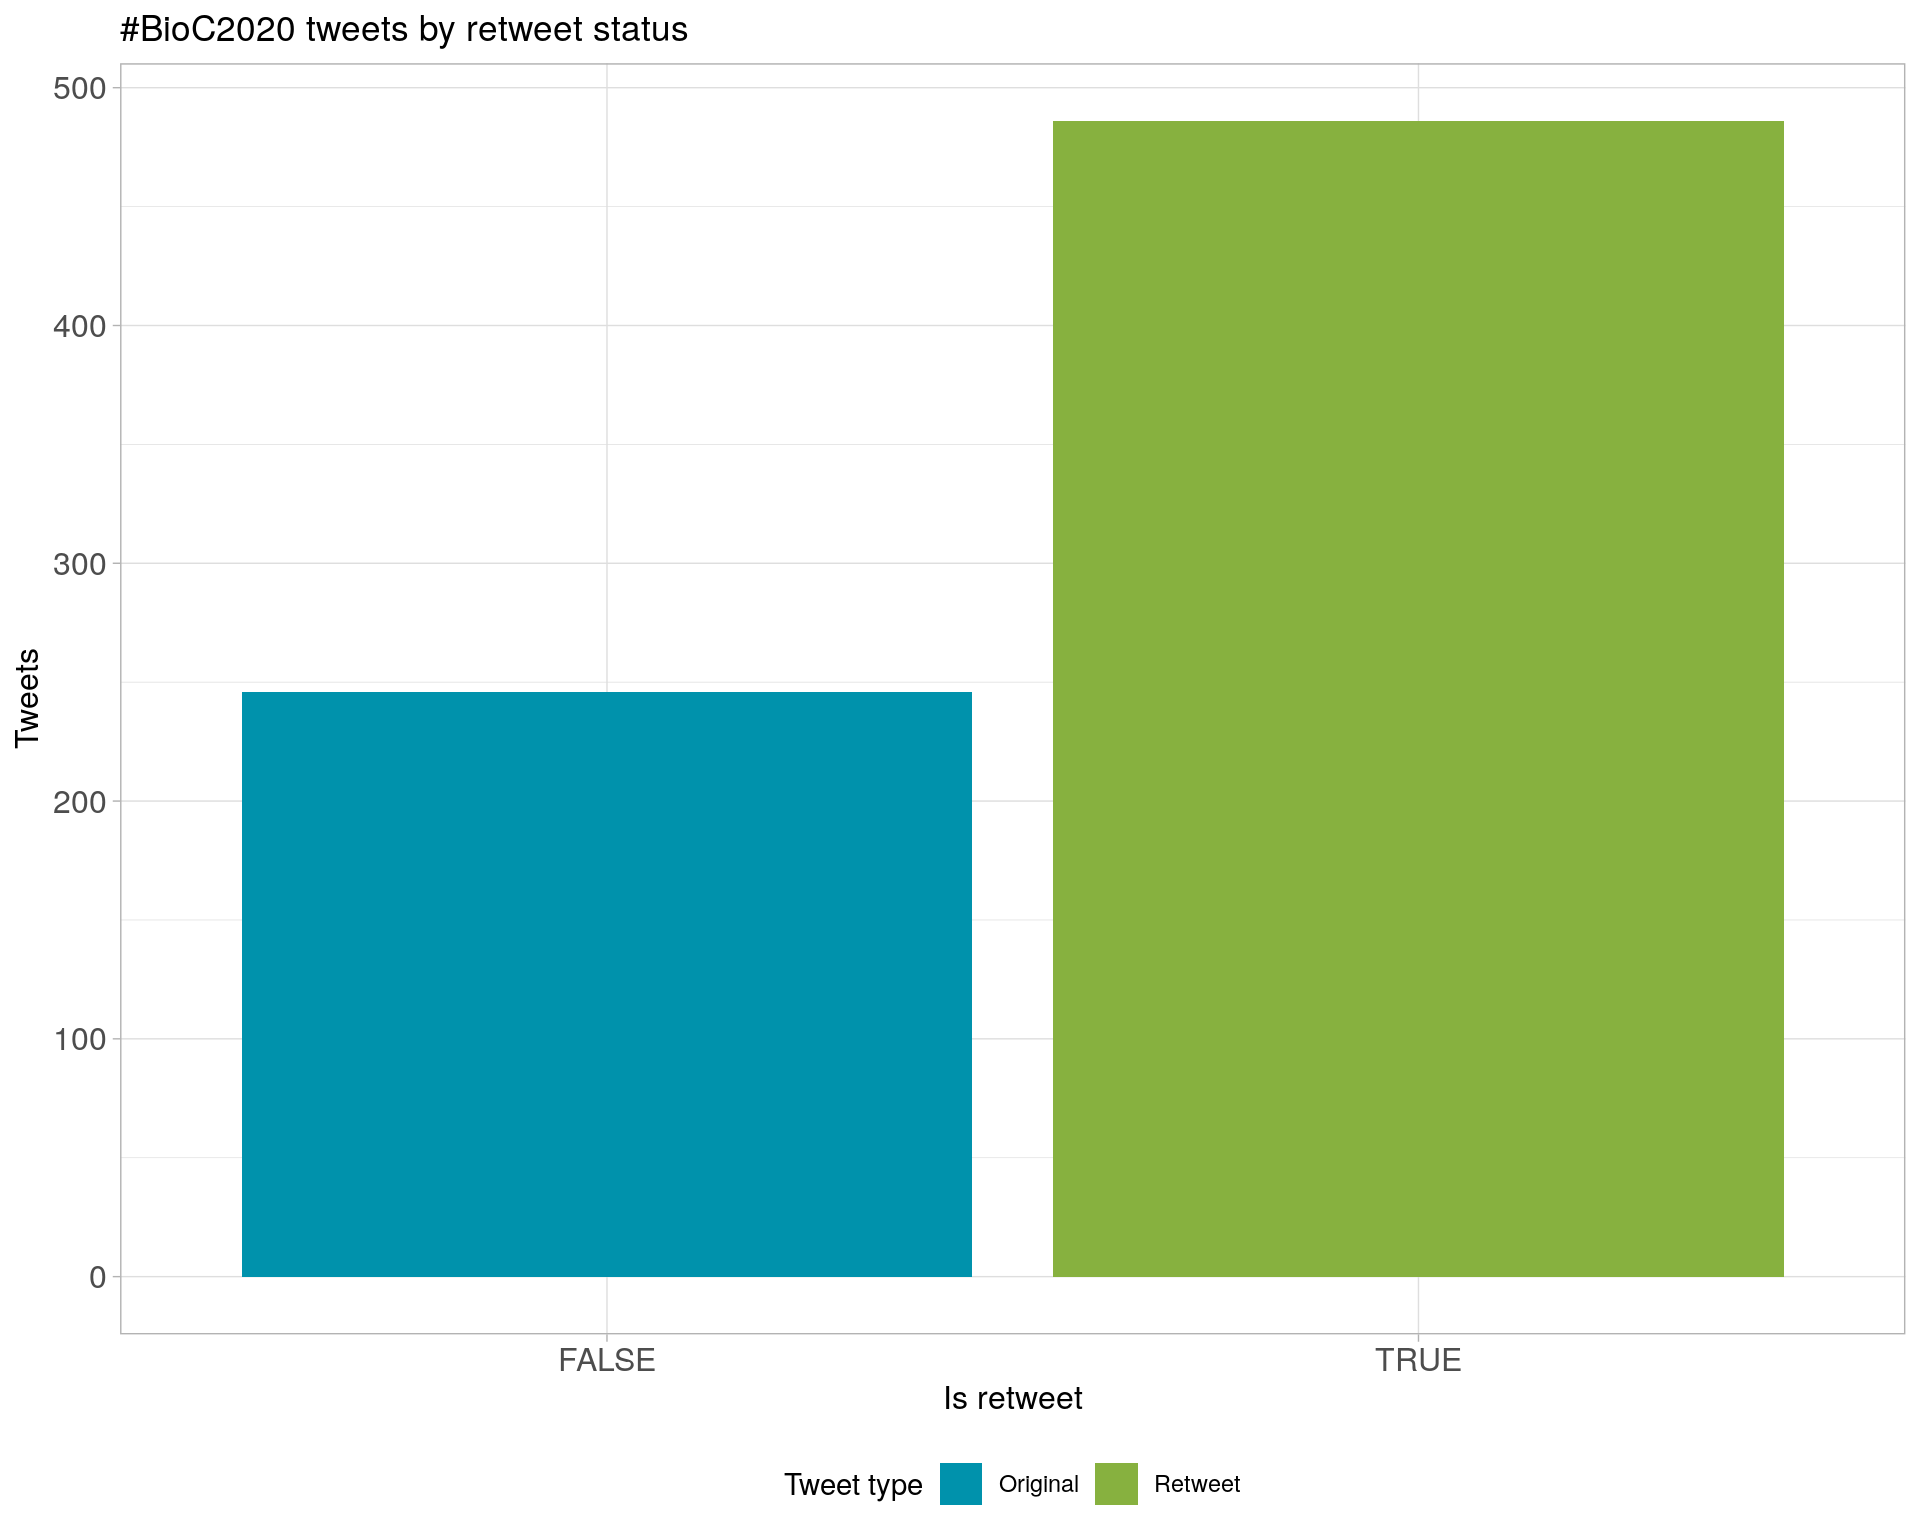 #BioC2020 tweets by retweet status
500
400
300
200
100
0
Tweets
FALSE
TRUE
Is retweet
Tweet type
Original
Retweet